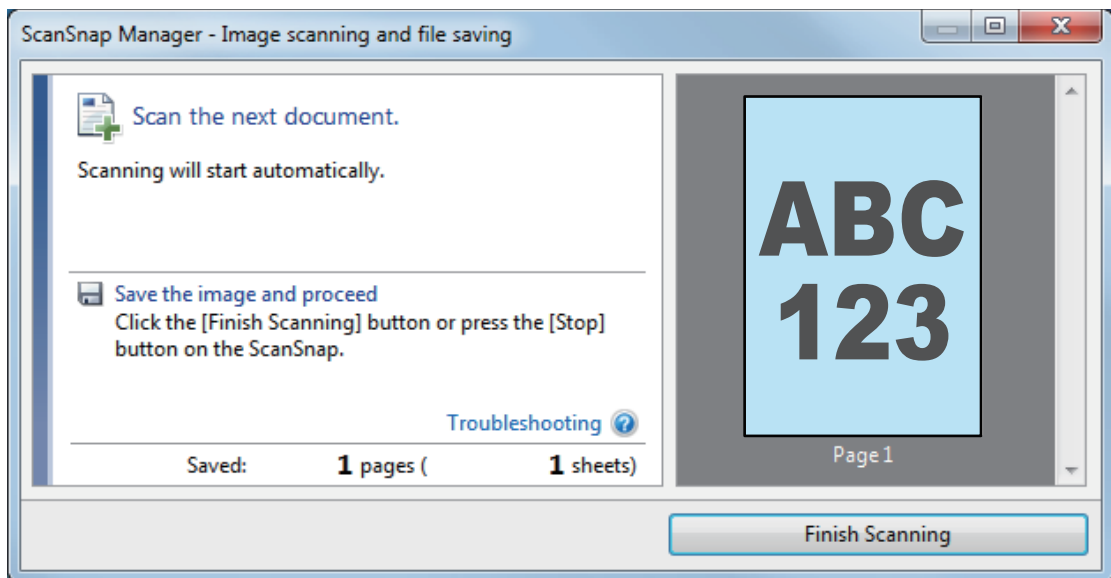 ScanSnap Manager - Image scanning and file saving
Scan the next document.
Scanning will start automatically.
Save the image and proceed
Click the [Finish Scanning] button or press the [Stop]
button on the ScanSnap.
Troubleshooting
Saved: 1 pages ( 1 sheets)
ABC
123
Page 1
Finish Scanning